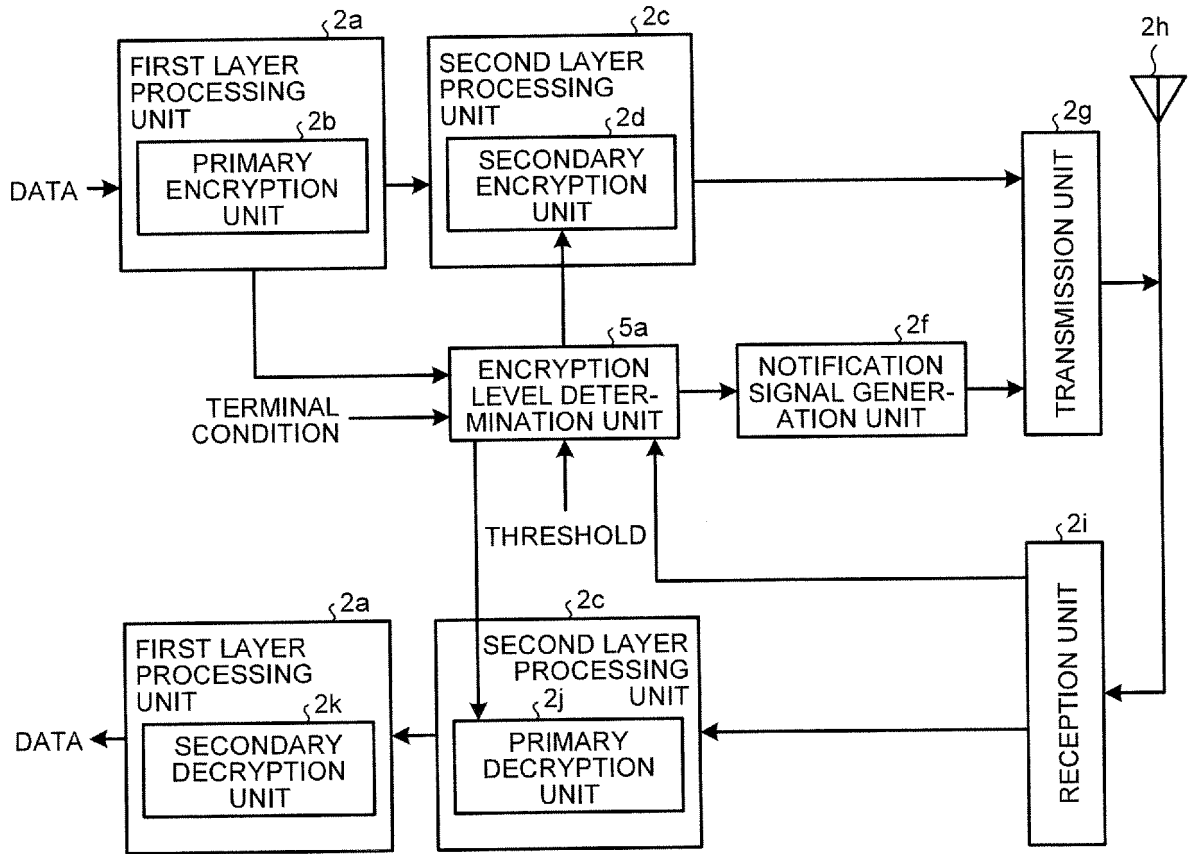 2a
FIRST LAYER
PROCESSING
UNIT
2b
PRIMARY
ENCRYPTION
UNIT
DATA
2c
SECOND LAYER
PROCESSING
UNIT
2d
SECONDARY
ENCRYPTION
UNIT
2h
2g
TRANSMISSION UNIT
5a
ENCRYPTION
LEVEL DETER-
MINATION UNIT
2f
NOTIFICATION
SIGNAL GENER-
ATION UNIT
TERMINAL
CONDITION
THRESHOLD
2i
RECEPTION UNIT
2a
FIRST LAYER
PROCESSING
UNIT
2k
SECONDARY
DECRYPTION
UNIT
DATA
2c
SECOND LAYER
PROCESSING
UNIT
2j
PRIMARY
DECRYPTION
UNIT